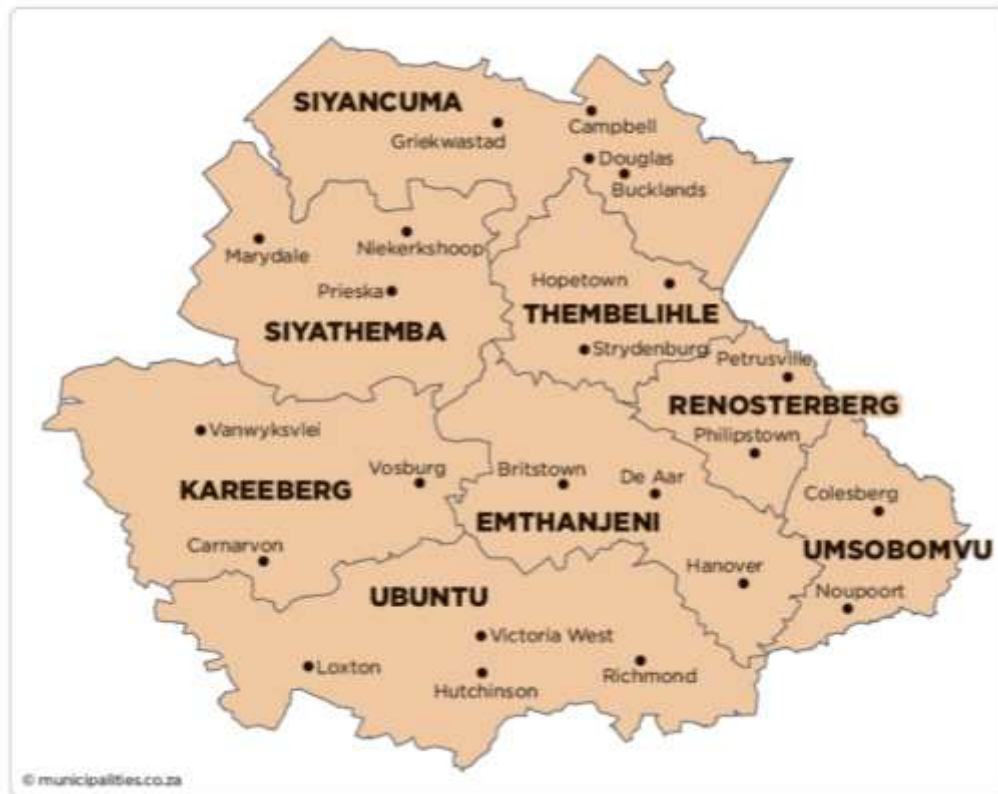 SIYANCUMA
Campbell
Griekwastad
Douglas
Bucklands
Marydale
Niekerkshoop
Prieska
SIYATHEMBA
Hopetown
THEMBELIHLE
Strydenburg
Petrusville
RENOSTERBERG
Philipstown
Vanwyksvlei
Vosburg
KAREEBERG
Carnarvon
Britstown
De Aar
EMTHANJENI
Hanover
Colesberg
UMSOBOMVU
Noupoort
UBUNTU
Victoria West
Loxton
Hutchinson
Richmond
© municipalities.co.za